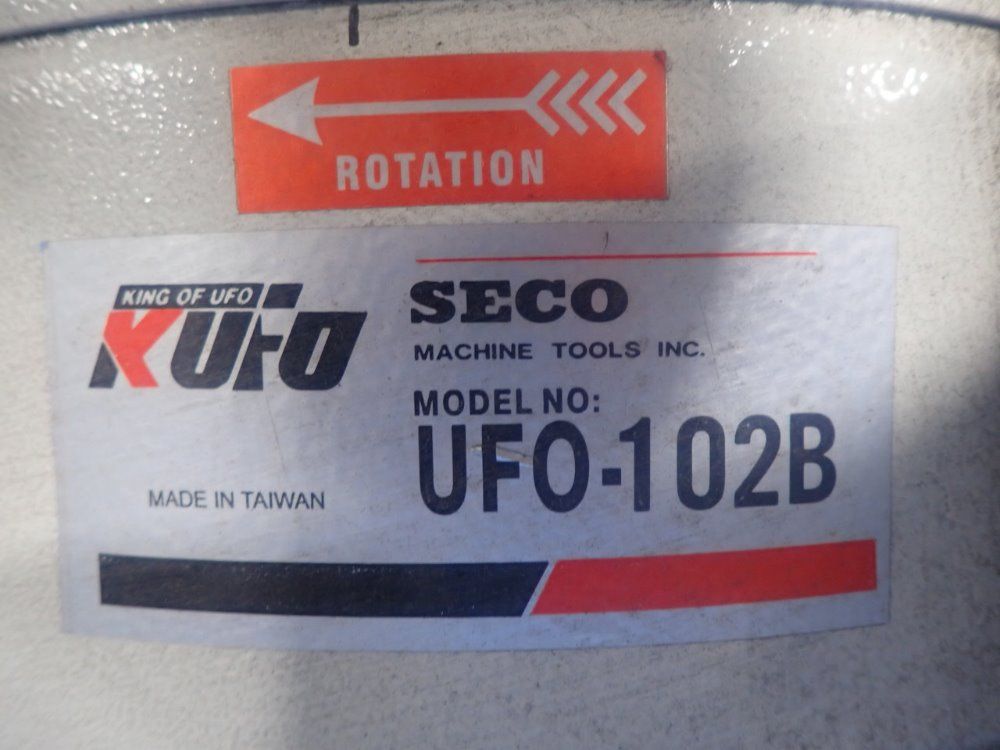 ROTATION
KING OF UFO
KUFO
SECO
MACHINE TOOLS INC.
MODEL NO:
UFO-102B
MADE IN TAIWAN